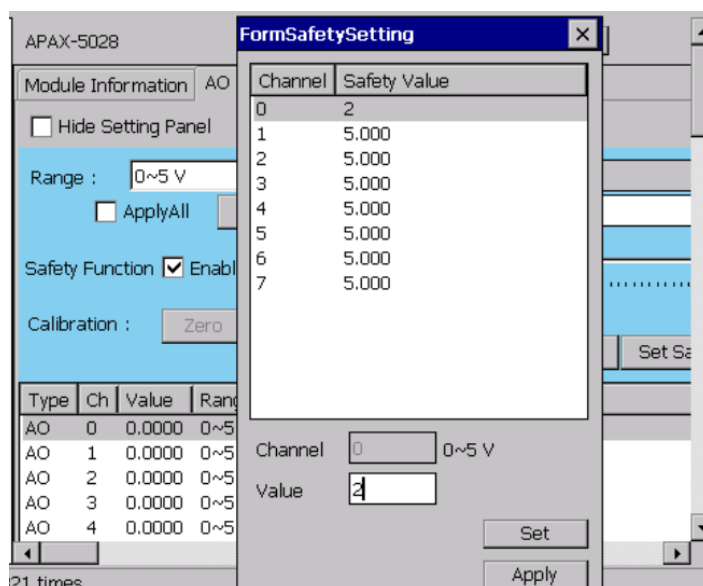 APAX-5028
Module Information AO
Hide Setting Panel
Range : 0~5 V
ApplyAll
Safety Function Enabl
Calibration : Zero
Set Sa
Type Ch Value Rang
AO 0 0.0000 0~5
AO 1 0.0000 0~5
AO 2 0.0000 0~5
AO 3 0.0000 0~5
AO 4 0.0000 0~5
21 times
FormSafetySetting
Channel Safety Value
0 2
1 5.000
2 5.000
3 5.000
4 5.000
5 5.000
6 5.000
7 5.000
Channel 0 0~5 V
Value 2
Set
Apply